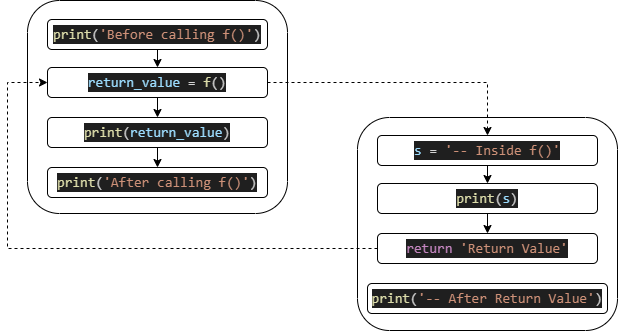 print('Before calling f()')
return_value = f()
print(return_value)
print('After calling f()')
s = '-- Inside f()'
print(s)
return 'Return Value'
print('-- After Return Value')